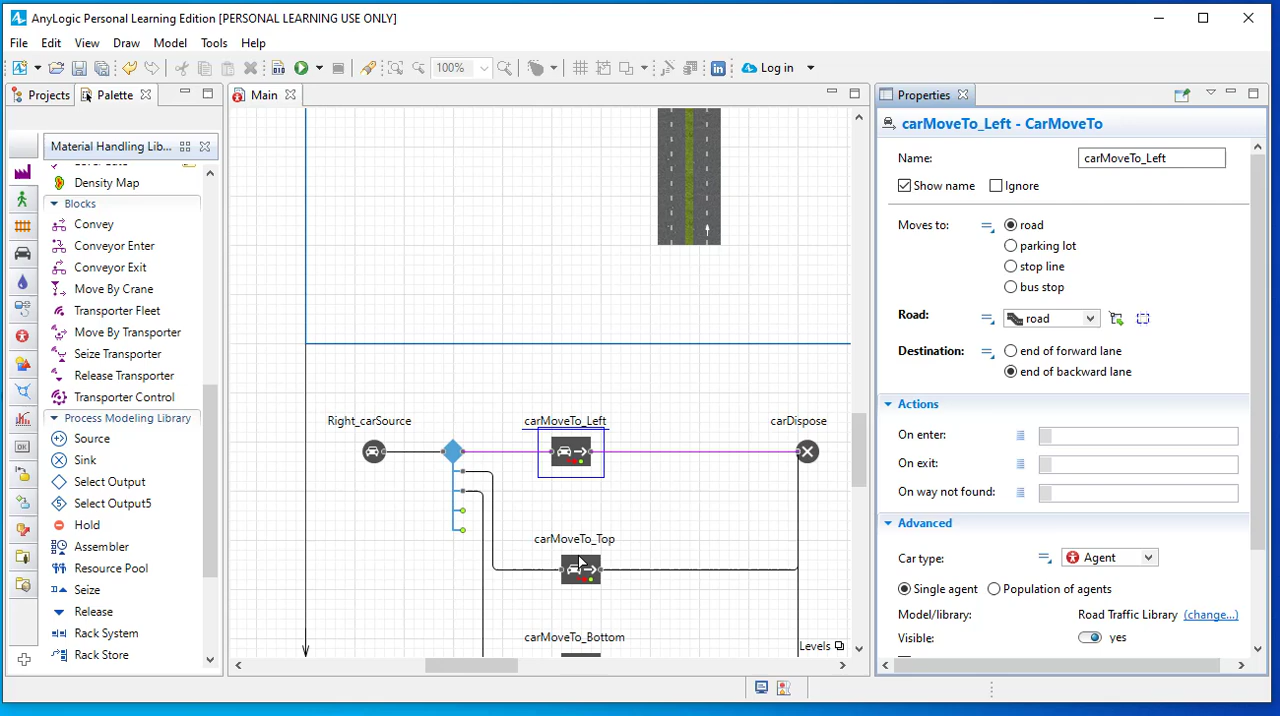 AnyLogic Personal Learning Edition [PERSONAL LEARNING USE ONLY]
File Edit View Draw Model Tools Help
100% Log in
Projects Palette
Main
Properties
Material Handling Lib...
Density Map
Blocks
Convey
Conveyor Enter
Conveyor Exit
Move By Crane
Transporter Fleet
Move By Transporter
Seize Transporter
Release Transporter
Transporter Control
Process Modeling Library
Source
Sink
Select Output
Select Output5
Hold
Assembler
Resource Pool
Seize
Release
Rack System
Rack Store
Right_carSource
carMoveTo_Left
carDispose
carMoveTo_Top
carMoveTo_Bottom
Levels
carMoveTo_Left - CarMoveTo
Name: carMoveTo_Left
Show name Ignore
Moves to: road
parking lot
stop line
bus stop
Road: road
Destination: end of forward lane
end of backward lane
Actions
On enter:
On exit:
On way not found:
Advanced
Car type: Agent
Single agent Population of agents
Model/library: Road Traffic Library (change...)
Visible: yes